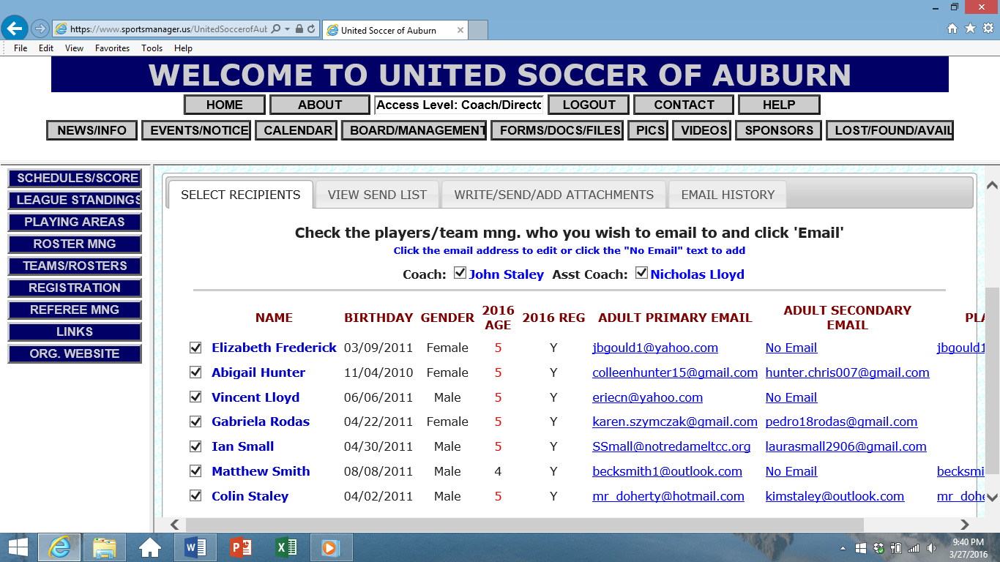 https://www.sportsmanager.us/UnitedSoccerofAub
United Soccer of Auburn
File Edit View Favorites Tools Help
WELCOME TO UNITED SOCCER OF AUBURN
HOME ABOUT Access Level: Coach/Directo LOGOUT CONTACT HELP
NEWS/INFO EVENTS/NOTICE CALENDAR BOARD/MANAGEMENT FORMS/DOCS/FILES PICS VIDEOS SPONSORS LOST/FOUND/AVAIL
SCHEDULES/SCORE
LEAGUE STANDINGS
PLAYING AREAS
ROSTER MNG
TEAMS/ROSTERS
REGISTRATION
REFEREE MNG
LINKS
ORG. WEBSITE
SELECT RECIPIENTS VIEW SEND LIST WRITE/SEND/ADD ATTACHMENTS EMAIL HISTORY
Check the players/team mng. who you wish to email to and click 'Email'
Click the email address to edit or click the "No Email" text to add
Coach: John Staley Asst Coach: Nicholas Lloyd
NAME BIRTHDAY GENDER 2016 AGE 2016 REG ADULT PRIMARY EMAIL ADULT SECONDARY EMAIL PLA
Elizabeth Frederick 03/09/2011 Female 5 Y jbgould1@yahoo.com No Email jbgould1
Abigail Hunter 11/04/2010 Female 5 Y colleenhunter15@gmail.com hunter.chris007@gmail.com
Vincent Lloyd 06/06/2011 Male 5 Y eriecn@yahoo.com No Email
Gabriela Rodas 04/22/2011 Female 5 Y karen.szymczak@gmail.com pedro18rodas@gmail.com
Ian Small 04/30/2011 Male 5 Y SSmall@notredameltcc.org laurasmall2906@gmail.com
Matthew Smith 08/08/2011 Male 4 Y becksmith1@outlook.com No Email becksmi
Colin Staley 04/02/2011 Male 5 Y mr_doherty@hotmail.com kimstaley@outlook.com mr_dohe
9:40 PM
3/27/2016